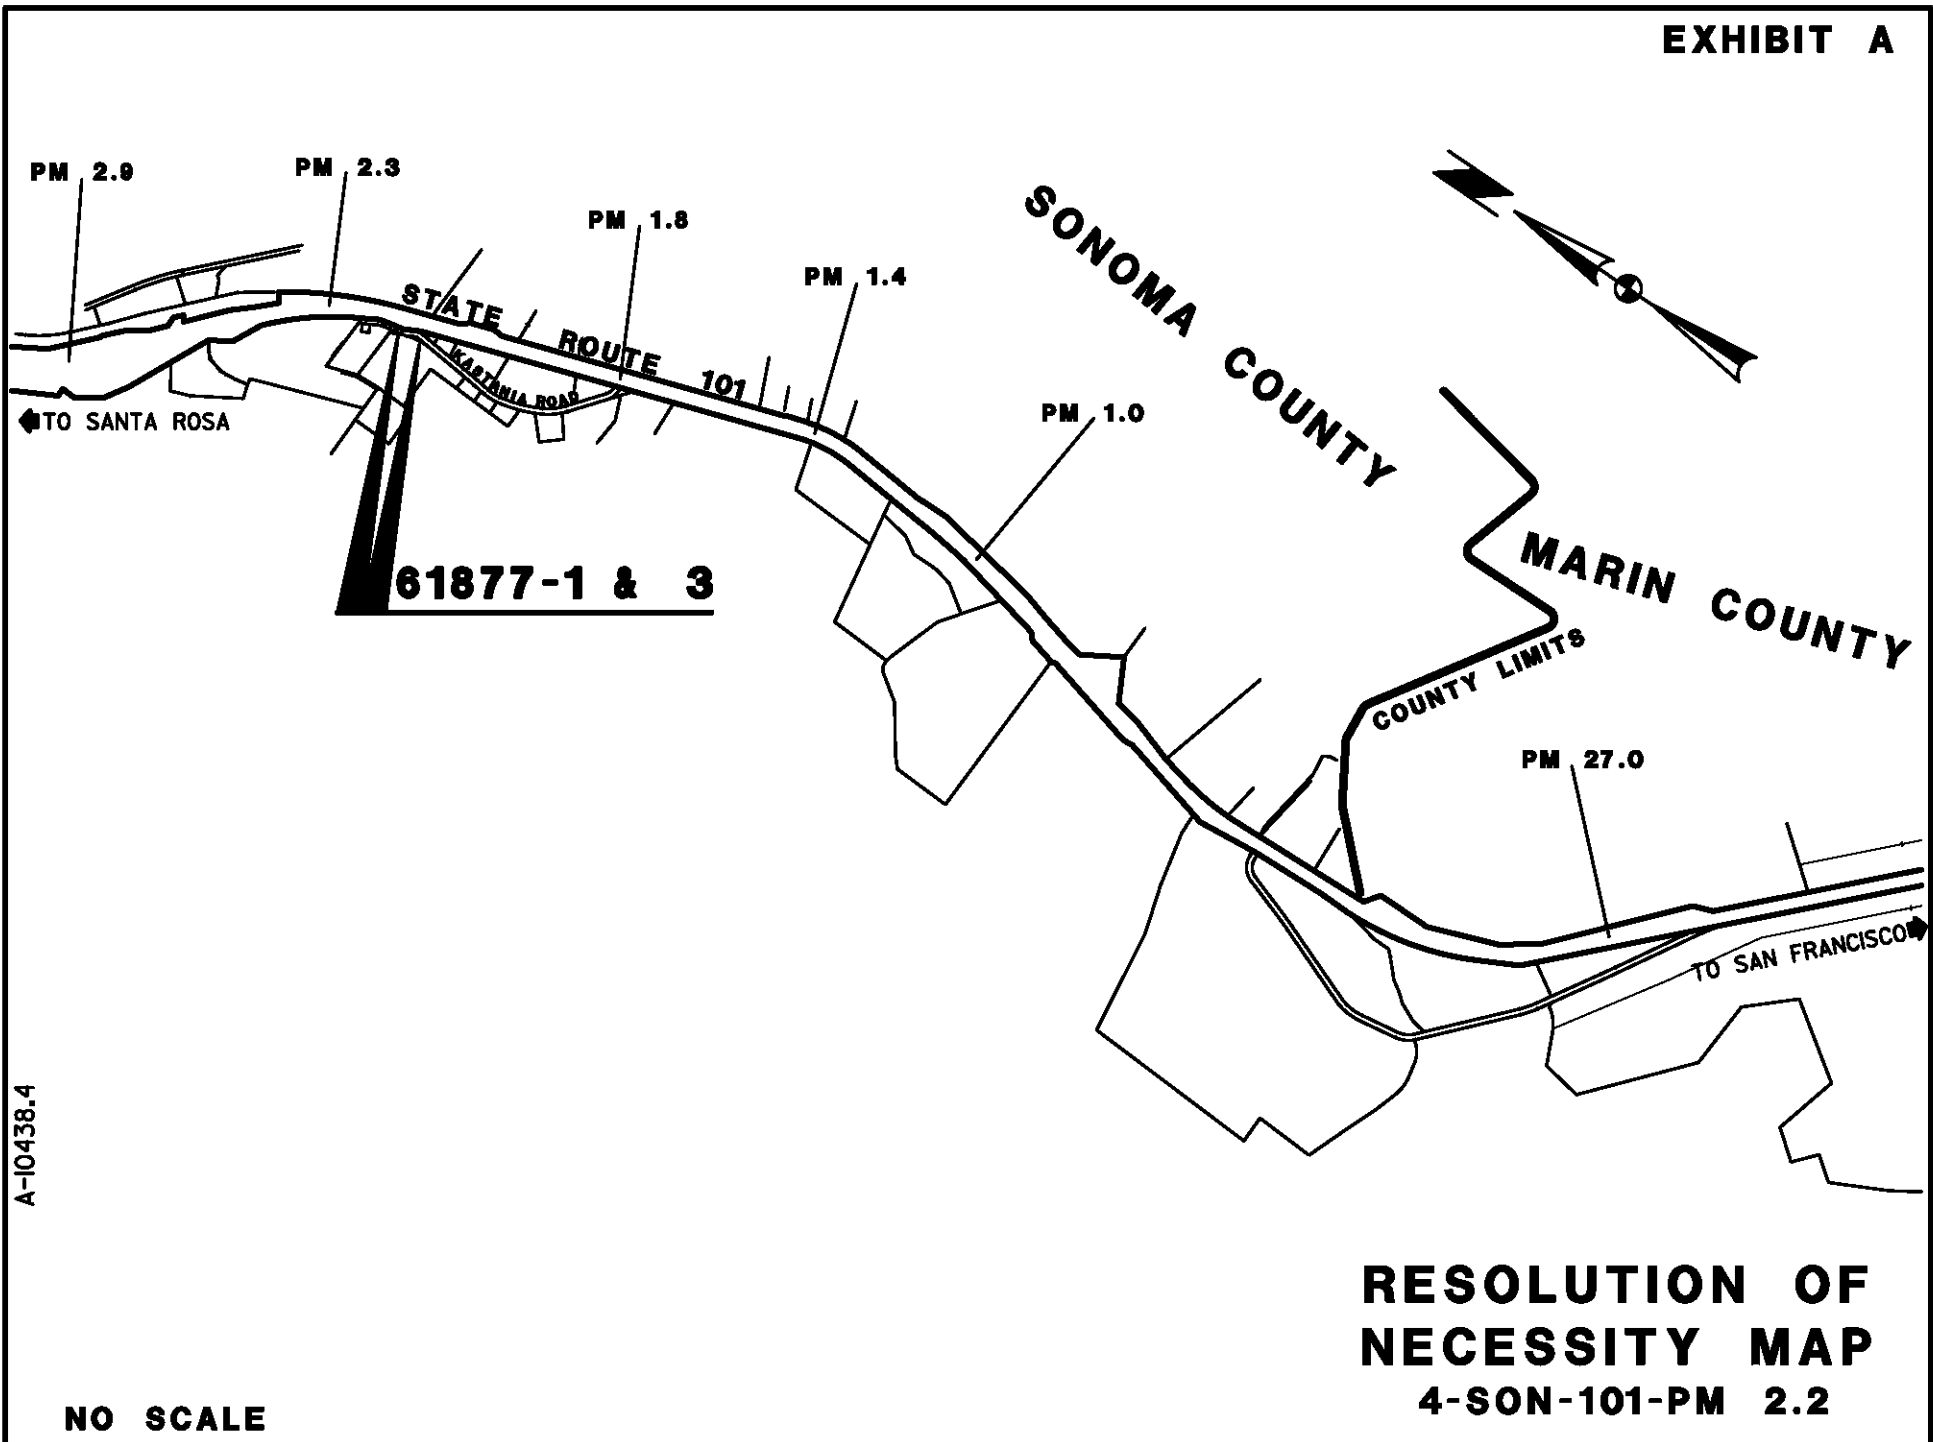 EXHIBIT A
PM 2.9
PM 2.3
PM 1.8
PM 1.4
PM 1.0
PM 27.0
N
SONOMA COUNTY
MARIN COUNTY
COUNTY LIMITS
STATE ROUTE 101
KASTANIA ROAD
TO SANTA ROSA
61877-1 & 3
TO SAN FRANCISCO
A-10438.4
RESOLUTION OF
NECESSITY MAP
4-SON-101-PM 2.2
NO SCALE